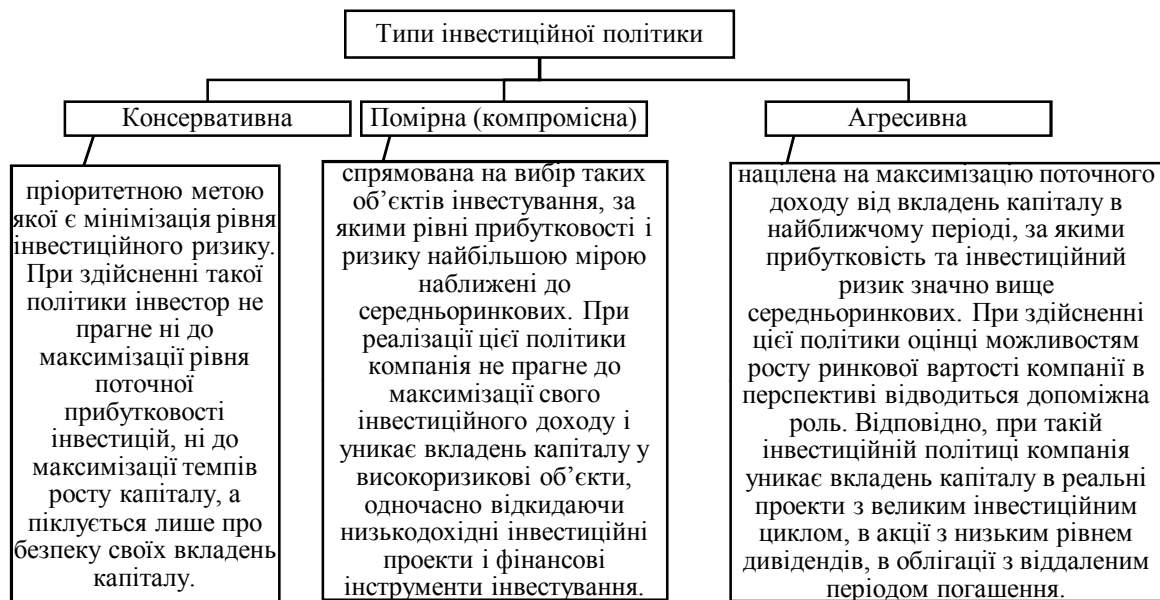 Типи інвестиційної політики
Консервативна
Помірна (компромісна)
Агресивна
пріоритетною метою
якої є мінімізація рівня
інвестиційного ризику.
При здійсненні такої
політики інвестор не
прагне ні до
максимізації рівня
поточної
прибутковості
інвестицій, ні до
максимізації темпів
росту капіталу, а
піклується лише про
безпеку своїх вкладень
капіталу.
спрямована на вибір таких
об’єктів інвестування, за
якими рівні прибутковості і
ризику найбільшою мірою
наближені до
середньоринкових. При
реалізації цієї політики
компанія не прагне до
максимізації свого
інвестиційного доходу і
уникає вкладень капіталу у
високоризикові об’єкти,
одночасно відкидаючи
низькодохідні інвестиційні
проекти і фінансові
інструменти інвестування.
націлена на максимізацію поточного
доходу від вкладень капіталу в
найближчому періоді, за якими
прибутковість та інвестиційний
ризик значно вище
середньоринкових. При здійсненні
цієї політики оцінці можливостям
росту ринкової вартості компанії в
перспективі відводиться допоміжна
роль. Відповідно, при такій
інвестиційній політиці компанія
уникає вкладень капіталу в реальні
проекти з великим інвестиційним
циклом, в акції з низьким рівнем
дивідендів, в облігації з віддаленим
періодом погашення.